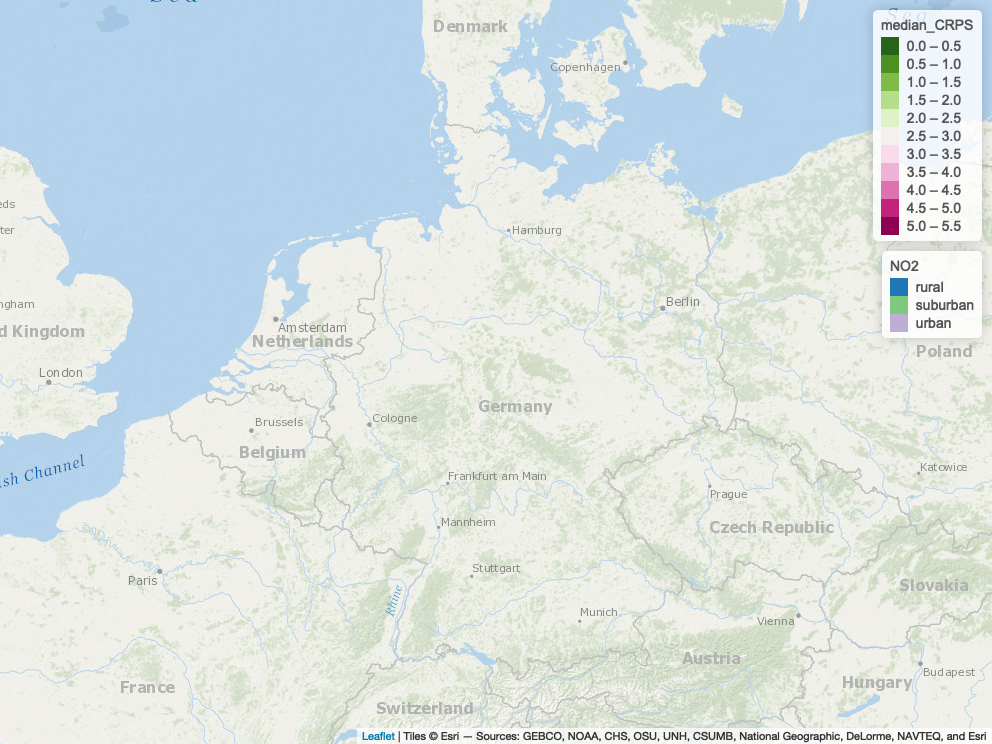 Sea
Denmark
Sea
Copenhagen
median_CRPS
0.0 – 0.5
0.5 – 1.0
1.0 – 1.5
1.5 – 2.0
2.0 – 2.5
2.5 – 3.0
3.0 – 3.5
3.5 – 4.0
4.0 – 4.5
4.5 – 5.0
5.0 – 5.5
eds
ter
Hamburg
NO2
rural
suburban
urban
ngham
d Kingdom
Berlin
Amsterdam
Netherlands
Poland
London
Germany
Cologne
Brussels
Belgium
sh Channel
Frankfurt am Main
Katowice
Prague
Mannheim
Czech Republic
Stuttgart
Paris
Rhine
Slovakia
Munich
Vienna
Austria
Budapest
France
Hungary
Switzerland
Leaflet | Tiles © Esri — Sources: GEBCO, NOAA, CHS, OSU, UNH, CSUMB, National Geographic, DeLorme, NAVTEQ, and Esri